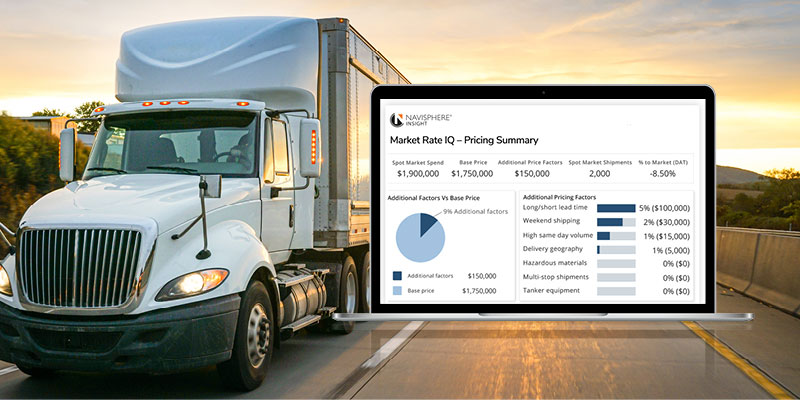 NAVISPHERE®
INSIGHT
Market Rate IQ – Pricing Summary
Spot Market Spend Base Price Additional Price Factors Spot Market Shipments % to Market (DAT)
$1,900,000 $1,750,000 $150,000 2,000 -8.50%
Additional Factors Vs Base Price
9% Additional factors
Additional factors $150,000
Base price $1,750,000
Additional Pricing Factors
Long/short lead time 5% ($100,000)
Weekend shipping 2% ($30,000)
High same day volume 1% ($15,000)
Delivery geography 1% (5,000)
Hazardous materials 0% ($0)
Multi-stop shipments 0% ($0)
Tanker equipment 0% ($0)